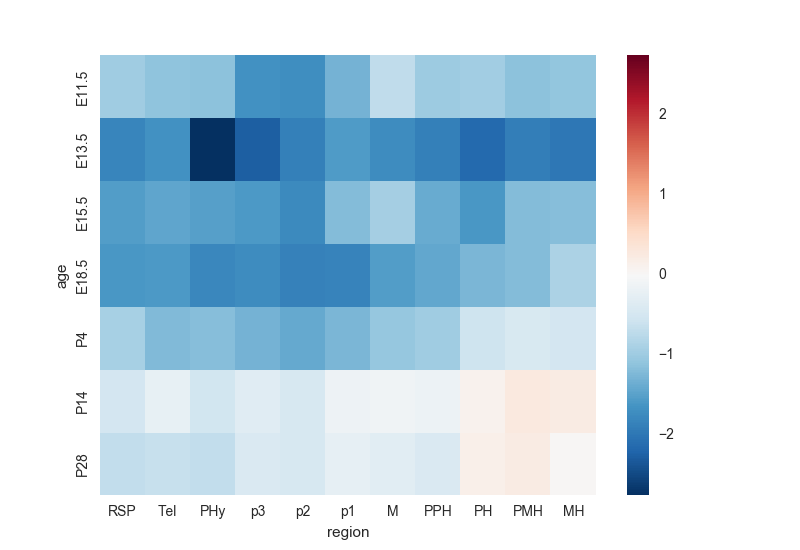 E11.5
E13.5
E15.5
E18.5
P4
P14
P28
age
RSP Tel PHy p3 p2 p1 M PPH PH PMH MH
region
2
1
0
−1
−2